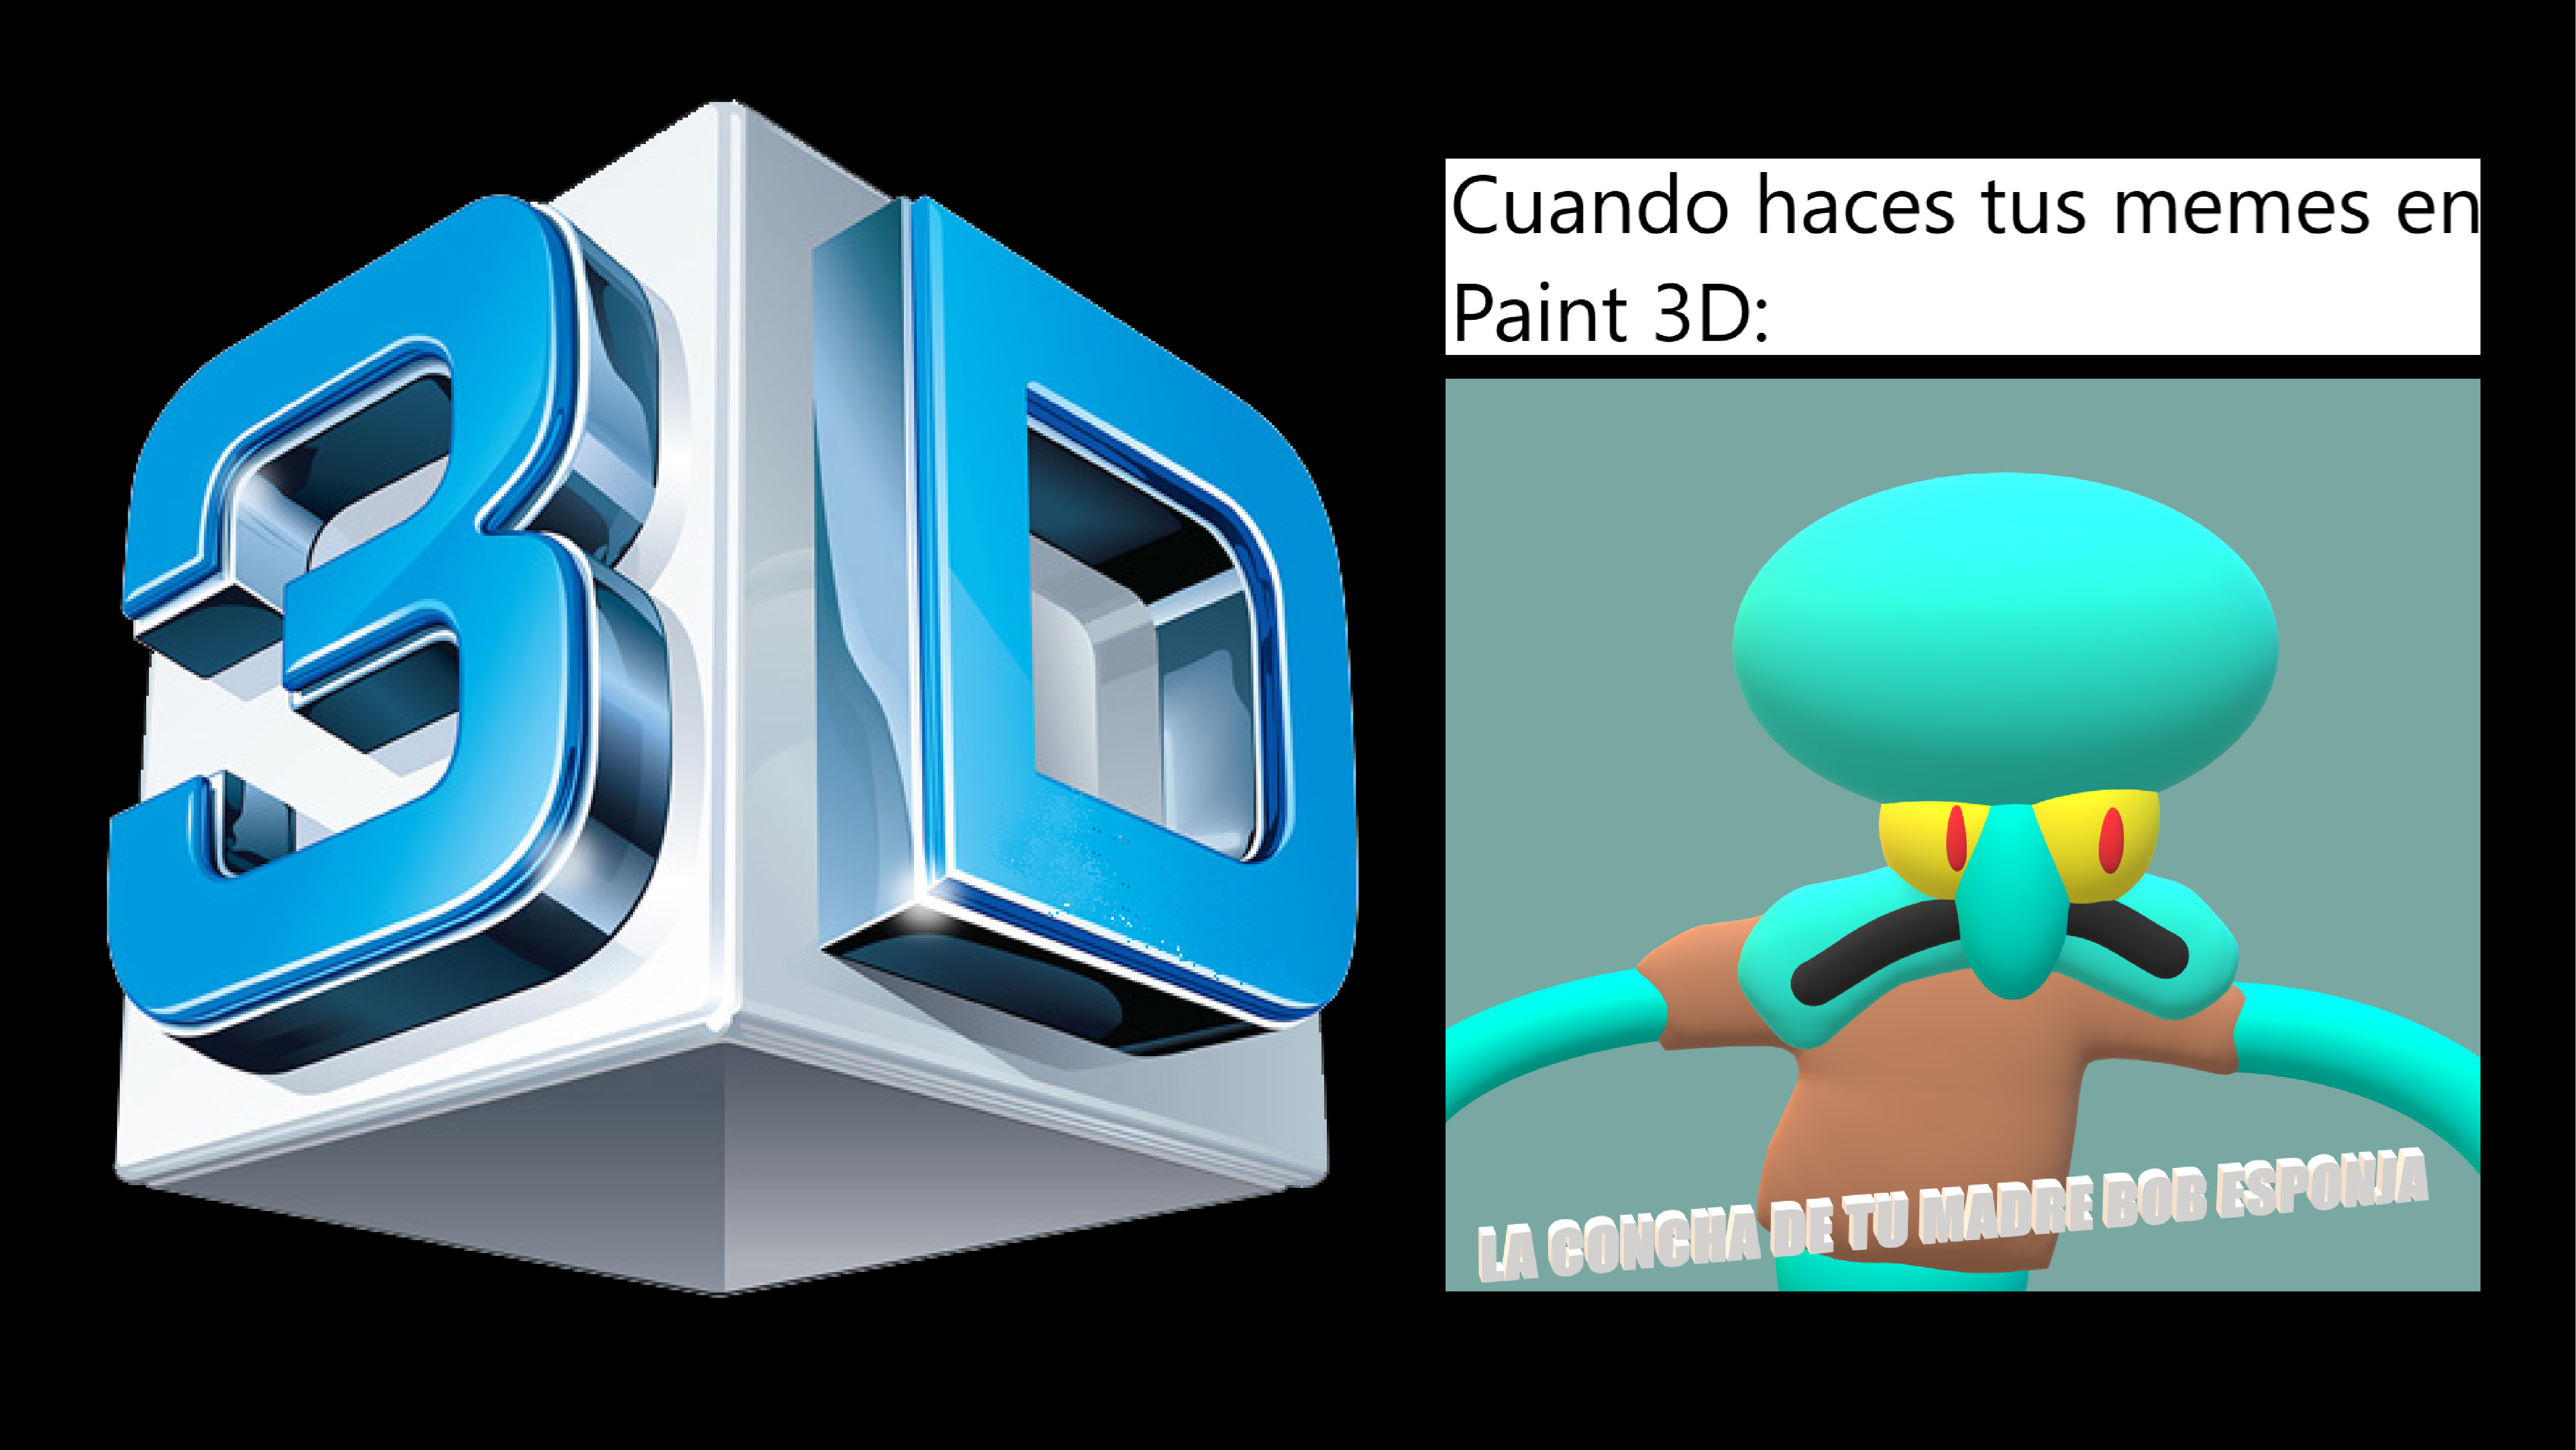 3D
Cuando haces tus memes en
Paint 3D:
LA CONCHA DE TU MADRE BOB ESPONJA